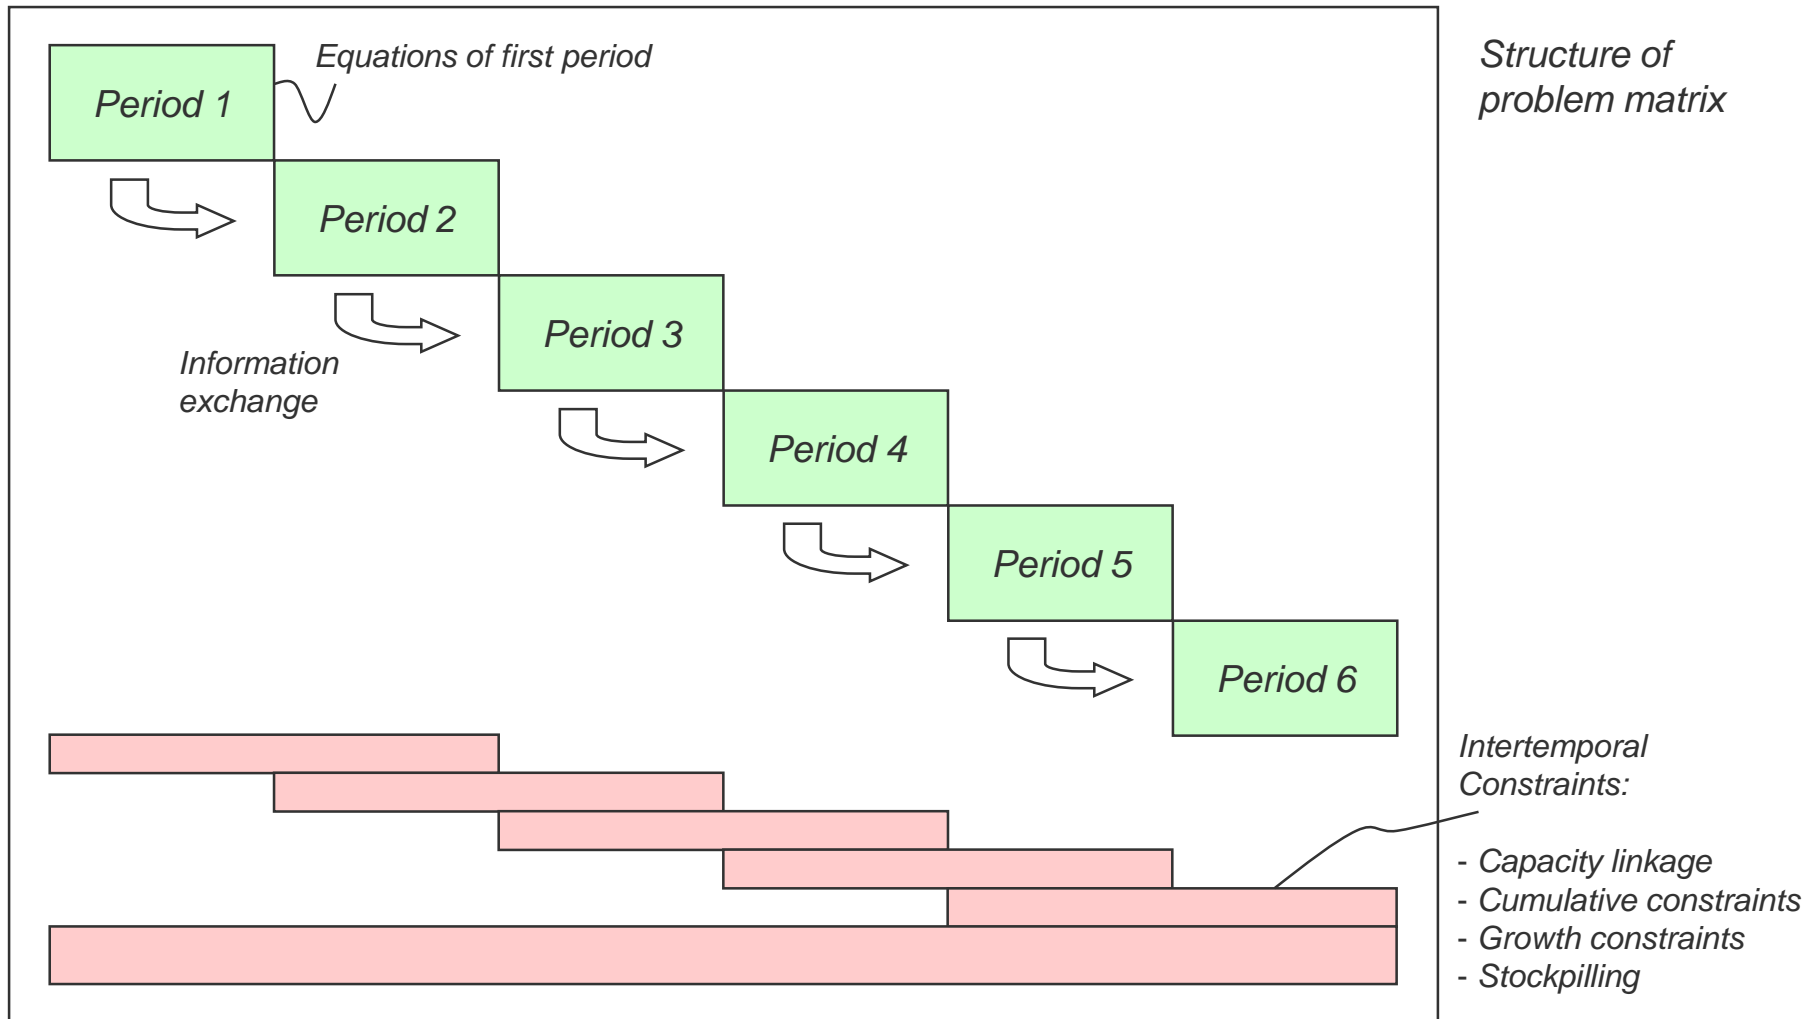 Equations of first period
Structure of
problem matrix
Period 1
Period 2
Period 3
Information
exchange
Period 4
Period 5
Period 6
Intertemporal
Constraints:
- Capacity linkage
- Cumulative constraints
- Growth constraints
- Stockpilling